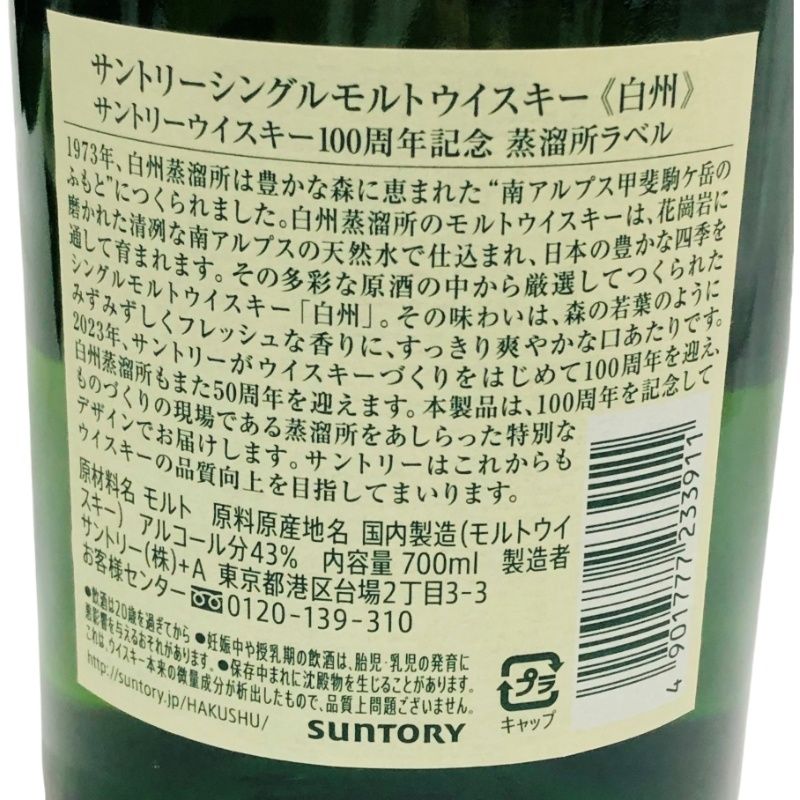 サントリーシングルモルトウイスキー《白州》
サントリーウイスキー100周年記念 蒸溜所ラベル
1973年、白州蒸溜所は豊かな森に恵まれた“南アルプス甲斐駒ケ岳の
ふもと”につくられました。白州蒸溜所のモルトウイスキーは、花崗岩に
磨かれた清冽な南アルプスの天然水で仕込まれ、日本の豊かな四季を
通して育まれます。その多彩な原酒の中から厳選してつくられた
シングルモルトウイスキー「白州」。その味わいは、森の若葉のように
みずみずしくフレッシュな香りに、すっきり爽やかな口あたりです。
2023年、サントリーがウイスキーづくりをはじめて100周年を迎え、
白州蒸溜所もまた50周年を迎えます。本製品は、100周年を記念して
ものづくりの現場である蒸溜所をあしらった特別な
デザインでお届けします。サントリーはこれからも
ウイスキーの品質向上を目指してまいります。
原材料名 モルト 原料原産地名 国内製造(モルトウイ
スキー) アルコール分43% 内容量 700ml 製造者
サントリー(株)+A 東京都港区台場2丁目3-3
お客様センター 0120-139-310
●飲酒は20歳を過ぎてから ●妊娠中や授乳期の飲酒は、胎児・乳児の発育に
悪影響を与えるおそれがあります。 ●保存中まれに沈殿物を生じることがあります。
これは、ウイスキー本来の微量成分が析出したもので、品質上問題ございません。
http://suntory.jp/HAKUSHU/
SUNTORY
プラ
キャップ
4 901777 233911